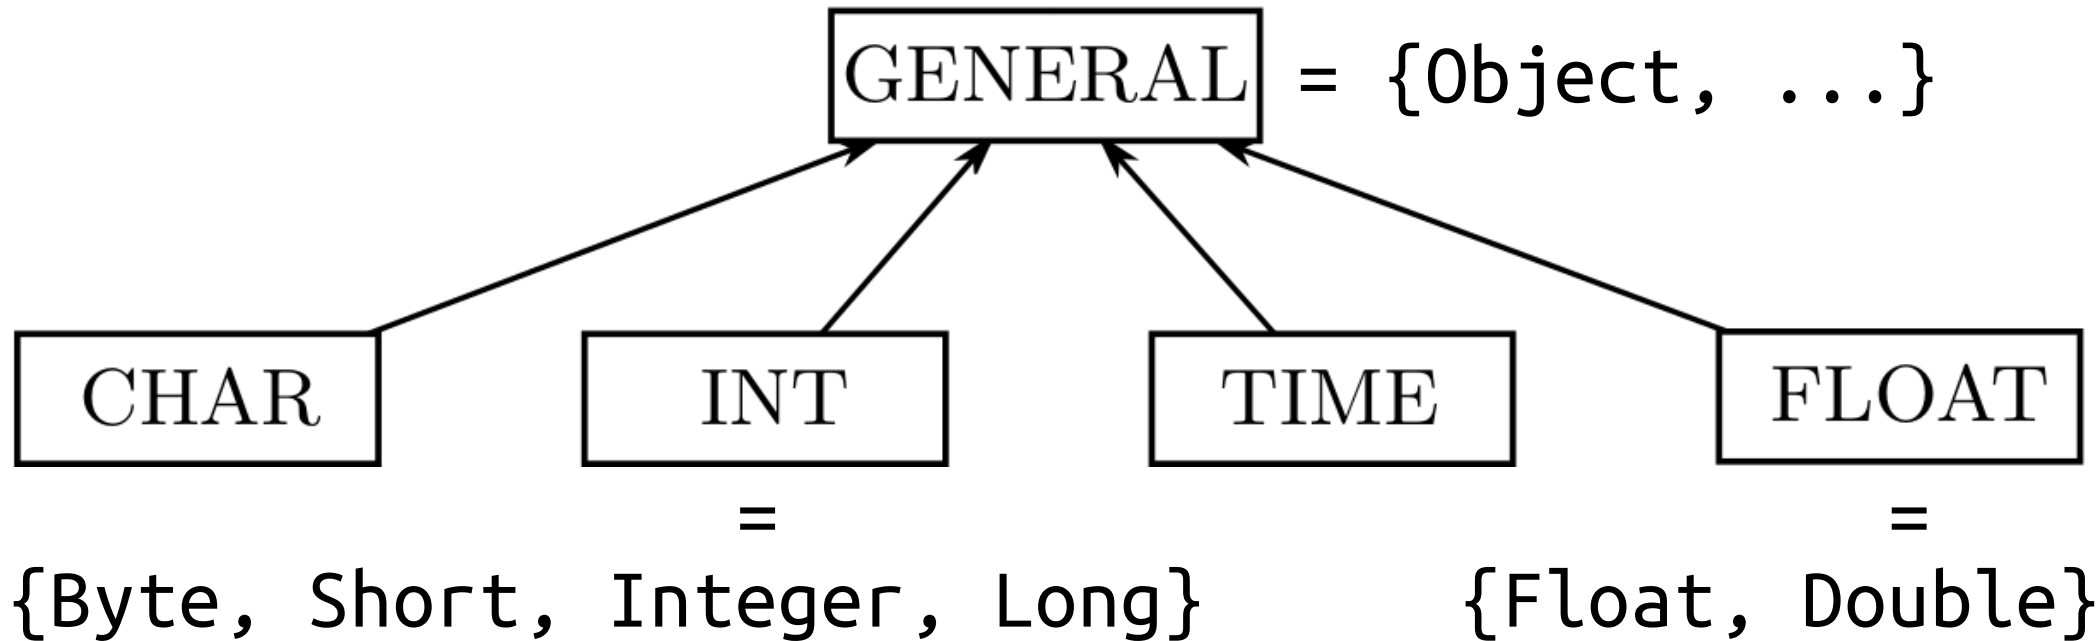 GENERAL = {Object, ...}
CHAR INT TIME FLOAT
= =
{Byte, Short, Integer, Long} {Float, Double}